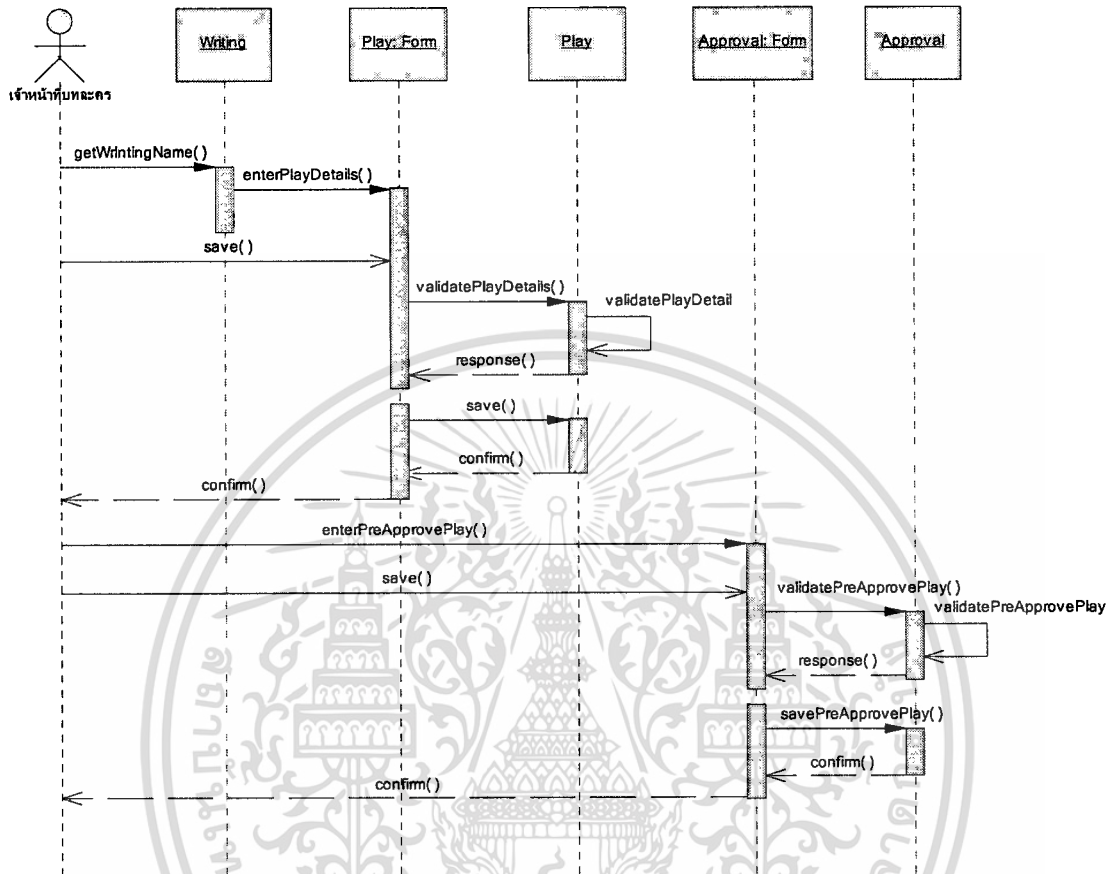 Writing
Play: Form
Play
Approval: Form
Approval
เจ้าหน้าที่บทละคร
getWrintingName()
enterPlayDetails()
save()
validatePlayDetails()
validatePlayDetail
response()
save()
confirm()
confirm()
enterPreApprovePlay()
save()
validatePreApprovePlay()
validatePreApprovePlay
response()
savePreApprovePlay()
confirm()
confirm()